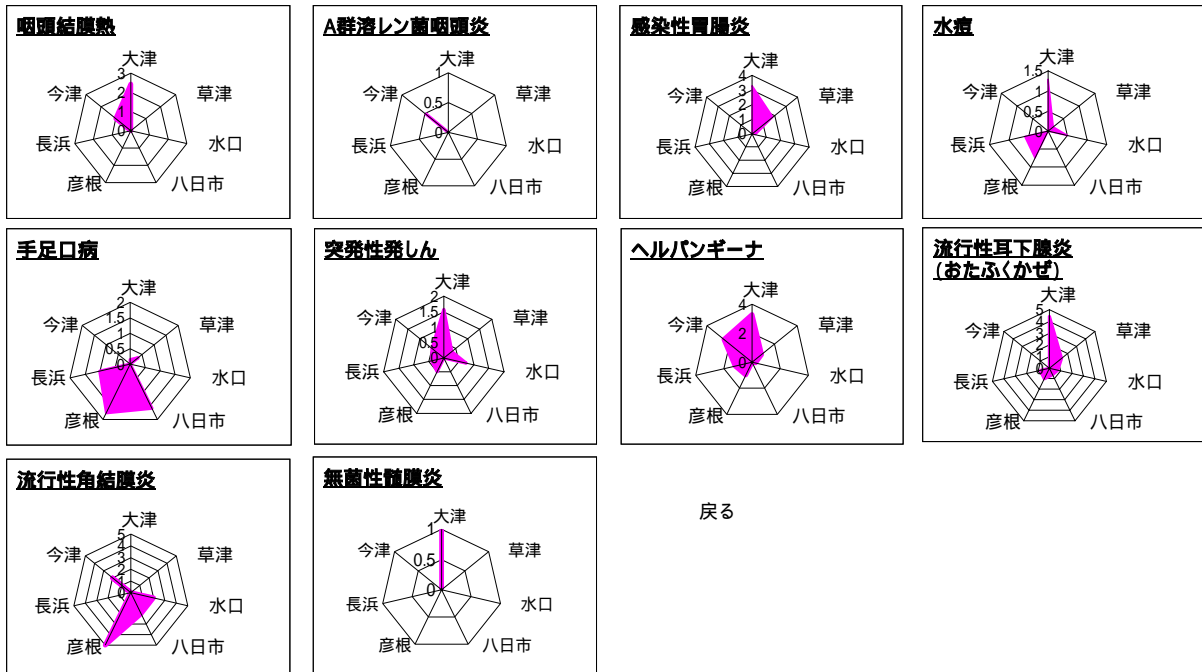 咽頭結膜熱
大津
草津
水口
八日市
彦根
長浜
今津
3
2
1
0
A群溶レン菌咽頭炎
大津
草津
水口
八日市
彦根
長浜
今津
1
0.5
0
感染性胃腸炎
大津
草津
水口
八日市
彦根
長浜
今津
4
3
2
1
0
水痘
大津
草津
水口
八日市
彦根
長浜
今津
1.5
1
0.5
0
手足口病
大津
草津
水口
八日市
彦根
長浜
今津
2
1.5
1
0.5
0
突発性発しん
大津
草津
水口
八日市
彦根
長浜
今津
2
1.5
1
0.5
0
ヘルパンギーナ
大津
草津
水口
八日市
彦根
長浜
今津
4
2
0
流行性耳下腺炎
(おたふくかぜ)
大津
草津
水口
八日市
彦根
長浜
今津
5
4
3
2
1
0
流行性角結膜炎
大津
草津
水口
八日市
彦根
長浜
今津
5
4
3
2
1
0
無菌性髄膜炎
大津
草津
水口
八日市
彦根
長浜
今津
1
0.5
0
戻る